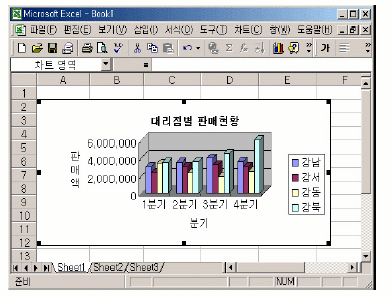 Microsoft Excel - Book1
파일(F) 편집(E) 보기(V) 삽입(I) 서식(O) 도구(T) 차트(C) 창(W) 도움말(H)
가
차트 영역 =
A B C D E F
1
2
3
4
5
6
7
8
9
10
11
12
13
대리점별 판매현황
판매액
6,000,000
4,000,000
2,000,000
0
1분기 2분기 3분기 4분기
분기
강남
강서
강동
강북
Sheet1 Sheet2 Sheet3
준비 NUM